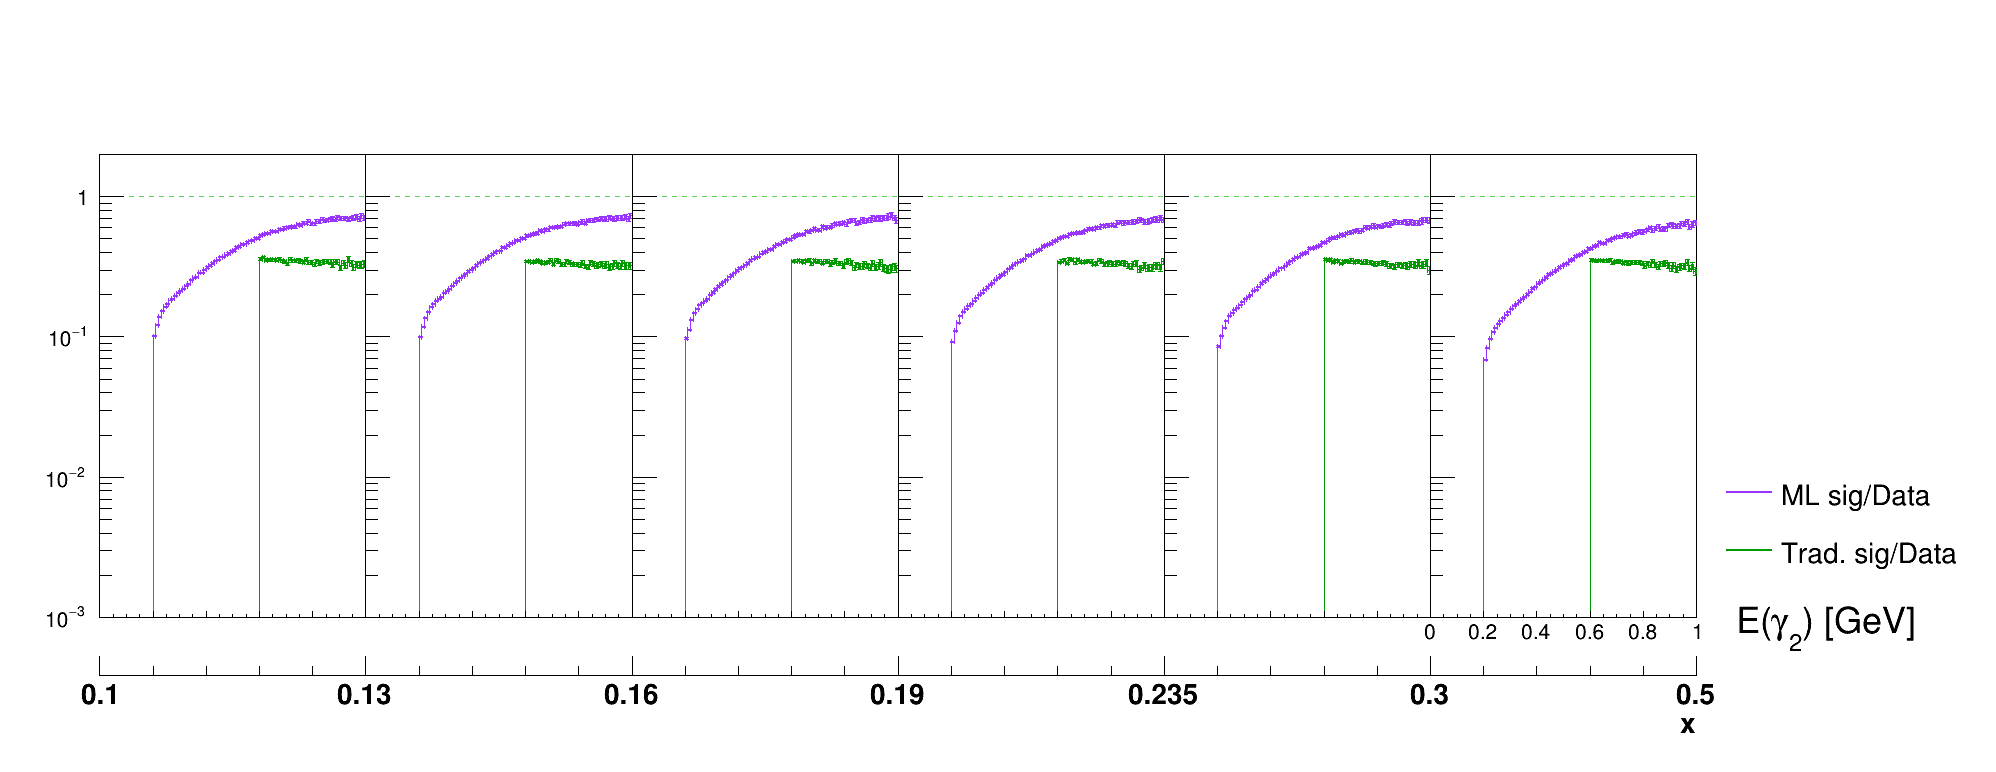 1
10⁻¹
10⁻²
10⁻³
ML sig/Data
Trad. sig/Data
E(γ₂) [GeV]
0 0.2 0.4 0.6 0.8 1
0.1 0.13 0.16 0.19 0.235 0.3 0.5
x